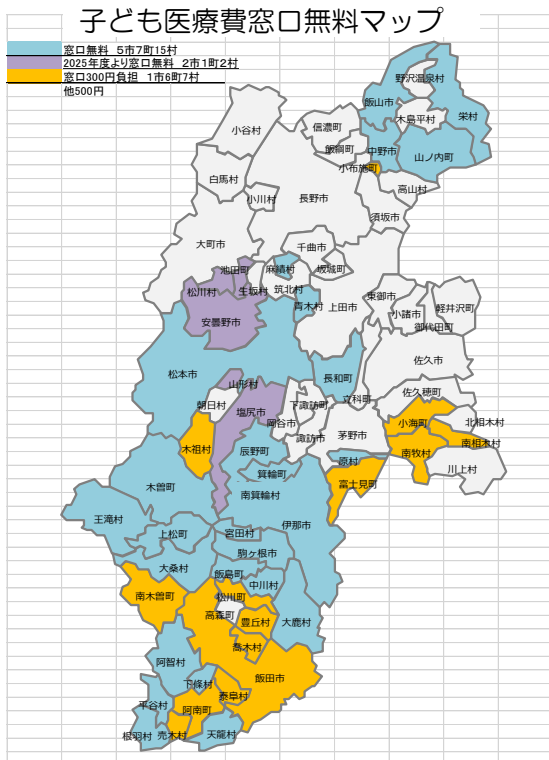 子ども医療費窓口無料マップ
窓口無料 5市7町15村
2025年度より窓口無料 2市1町2村
窓口300円負担 1市6町7村
他500円
野沢温泉村
飯山市
栄村
木島平村
小谷村
信濃町
飯綱町
中野市
山ノ内町
小布施町
白馬村
高山村
小川村
長野市
須坂市
大町市
千曲市
池田町
麻績村
坂城町
松川村
生坂村
筑北村
青木村
上田市
東御市
小諸市
軽井沢町
御代田町
安曇野市
佐久市
松本市
山形村
長和町
立科町
佐久穂町
朝日村
塩尻市
下諏訪町
岡谷市
小海町
北相木村
諏訪市
茅野市
南相木村
木祖村
辰野町
原村
南牧村
川上村
箕輪町
富士見町
木曽町
南箕輪村
王滝村
上松町
宮田村
伊那市
駒ヶ根市
大桑村
飯島町
中川村
南木曽町
松川町
高森町
豊丘村
大鹿村
喬木村
阿智村
下條村
飯田市
泰阜村
平谷村
阿南町
根羽村
売木村
天龍村